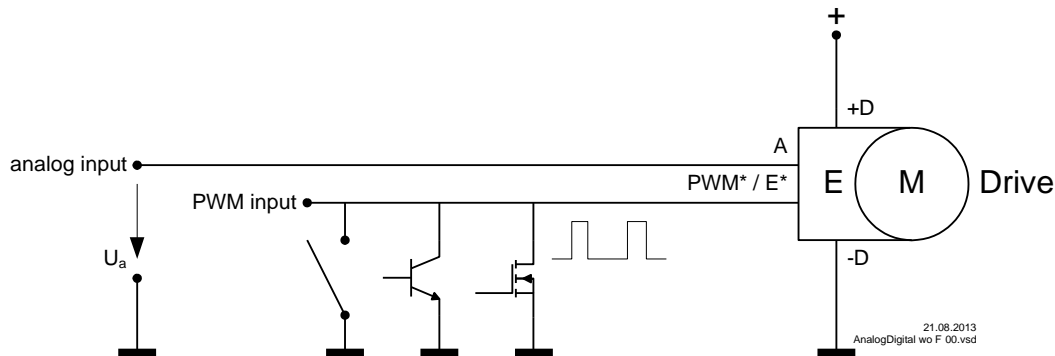 +
+D
A
analog input
PWM* / E*
E
M
Drive
PWM input
Ua
-D
21.08.2013
AnalogDigital wo F 00.vsd